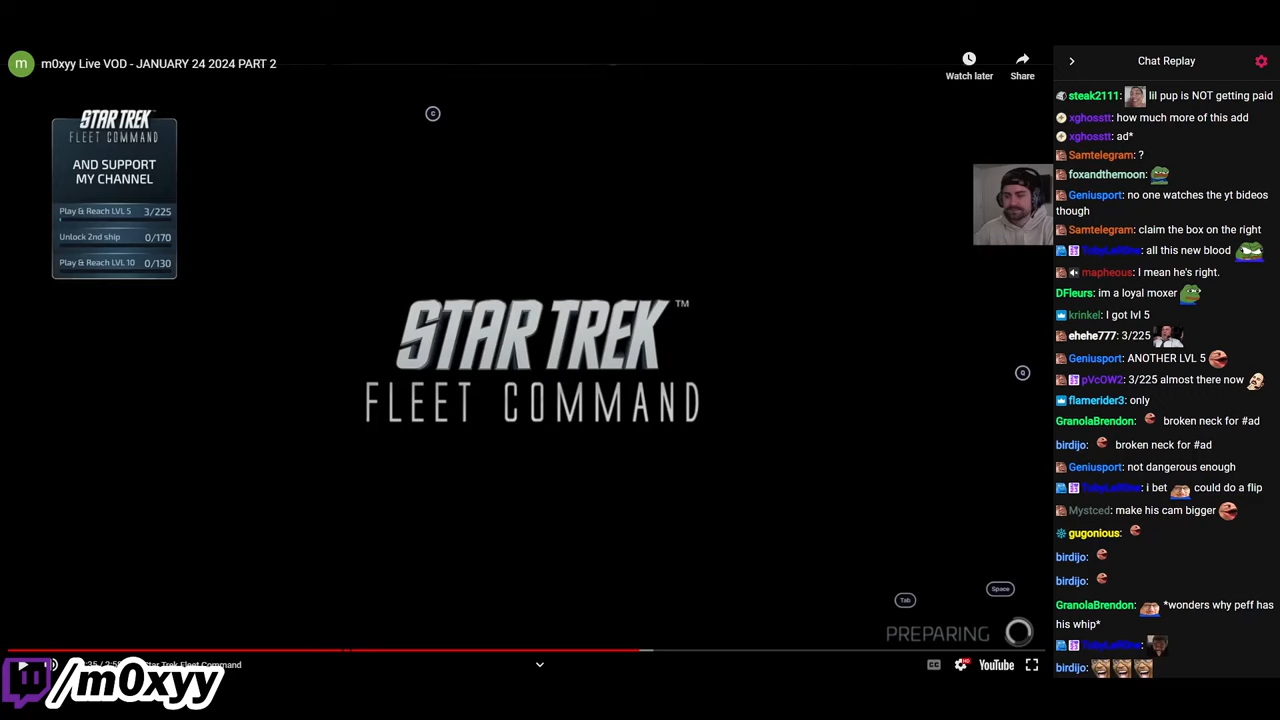 m
m0xyy Live VOD - JANUARY 24 2024 PART 2
Watch later
Share
STAR TREK
FLEET COMMAND
AND SUPPORT
MY CHANNEL
Play & Reach LVL 5 3/225
Unlock 2nd ship 0/170
Play & Reach LVL 10 0/130
C
STAR TREK™
FLEET COMMAND
Q
Tab
Space
PREPARING
Star Trek Fleet Command
CC
HD
YouTube
/m0xyy
Chat Replay
steak2111: lil pup is NOT getting paid
xghosstt: how much more of this add
xghosstt: ad*
Samtelegram: ?
foxandthemoon:
Geniusport: no one watches the yt bideos
though
Samtelegram: claim the box on the right
TobyLeftOne: all this new blood
mapheous: I mean he's right.
DFleurs: im a loyal moxer
krinkel: I got lvl 5
ehehe777: 3/225
Geniusport: ANOTHER LVL 5
pVcOW2: 3/225 almost there now
flamerider3: only
GranolaBrendon: broken neck for #ad
birdijo: broken neck for #ad
Geniusport: not dangerous enough
TobyLeftOne: i bet could do a flip
Mystced: make his cam bigger
gugonious:
birdijo:
birdijo:
GranolaBrendon: *wonders why peff has
his whip*
TobyLeftOne:
birdijo: